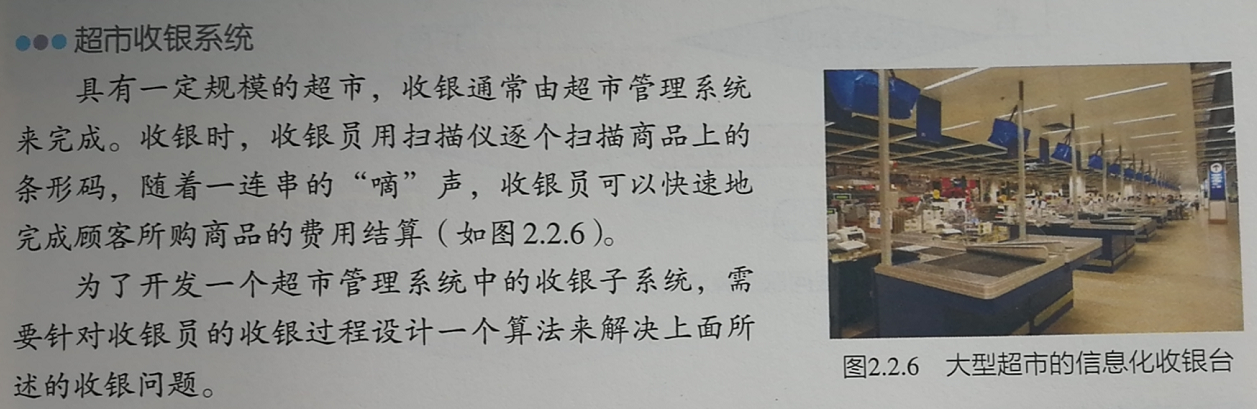 超市收银系统
具有一定规模的超市，收银通常由超市管理系统
来完成。收银时，收银员用扫描仪逐个扫描商品上的
条形码，随着一连串的“嘀”声，收银员可以快速地
完成顾客所购商品的费用结算（如图2.2.6）。
为了开发一个超市管理系统中的收银子系统，需
要针对收银员的收银过程设计一个算法来解决上面所
述的收银问题。
图2.2.6 大型超市的信息化收银台